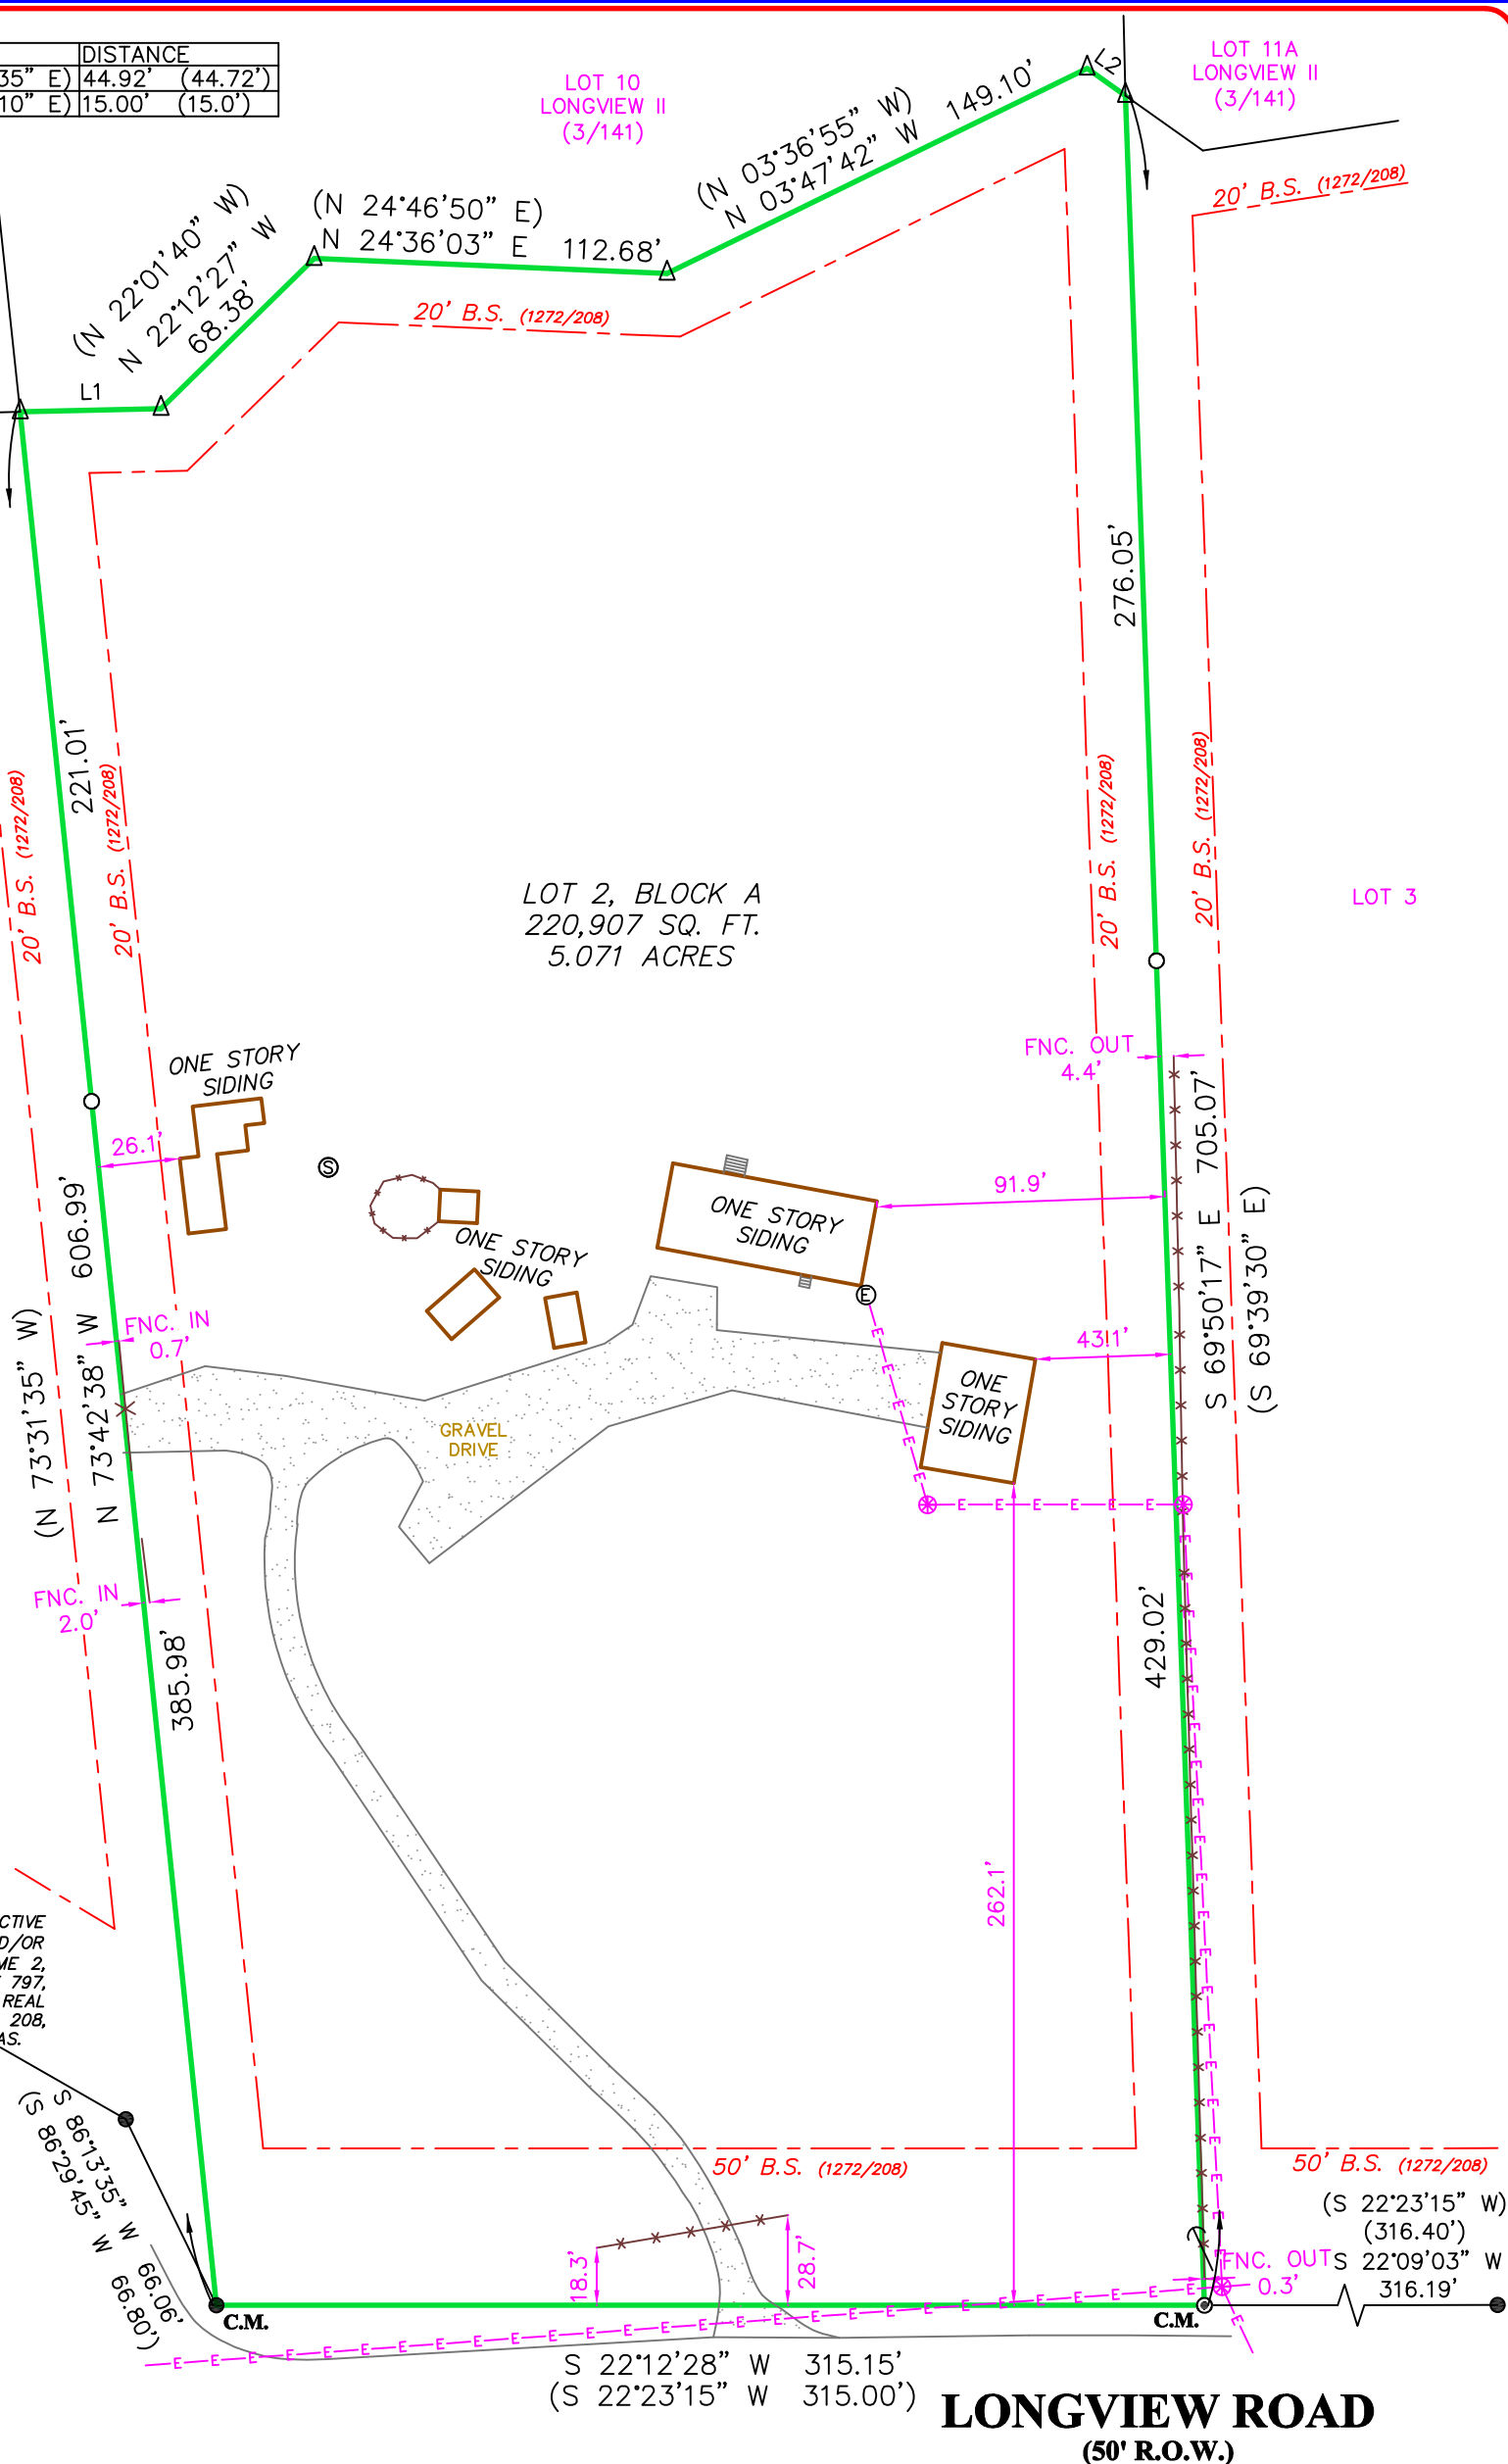 DISTANCE
35" E) 44.92' (44.72')
10" E) 15.00' (15.0')
LOT 10
LONGVIEW II
(3/141)
LOT 11A
LONGVIEW II
(3/141)
L2
(N 03°36'55" W)
N 03°47'42" W 149.10'
20' B.S. (1272/208)
(N 24°46'50" E)
N 24°36'03" E 112.68'
(N 22°01'40" W)
N 22°12'27" W
68.38'
20' B.S. (1272/208)
L1
276.05'
221.01'
20' B.S. (1272/208)
20' B.S. (1272/208)
20' B.S. (1272/208)
20' B.S. (1272/208)
LOT 2, BLOCK A
220,907 SQ. FT.
5.071 ACRES
LOT 3
ONE STORY
SIDING
FNC. OUT
4.4'
26.1'
S
91.9'
ONE STORY
SIDING
ONE STORY
SIDING
E
S 69°50'17" E 705.07'
(S 69°39'30" E)
N 73°42'38" W 606.99'
(N 73°31'35" W)
FNC. IN
0.7'
43.1'
ONE
STORY
SIDING
GRAVEL
DRIVE
E
E
E
E
E E E E E E
FNC. IN
2.0'
385.98'
429.02'
262.1'
CTIVE
D/OR
ME 2,
797,
REAL
208,
AS.
S 86°13'35" W 66.06'
(S 86°29'45" W 66.80')
50' B.S. (1272/208)
50' B.S. (1272/208)
(S 22°23'15" W)
(316.40')
S 22°09'03" W
316.19'
18.3'
28.7'
FNC. OUT
0.3'
C.M.
C.M.
S 22°12'28" W 315.15'
(S 22°23'15" W 315.00')
LONGVIEW ROAD
(50' R.O.W.)